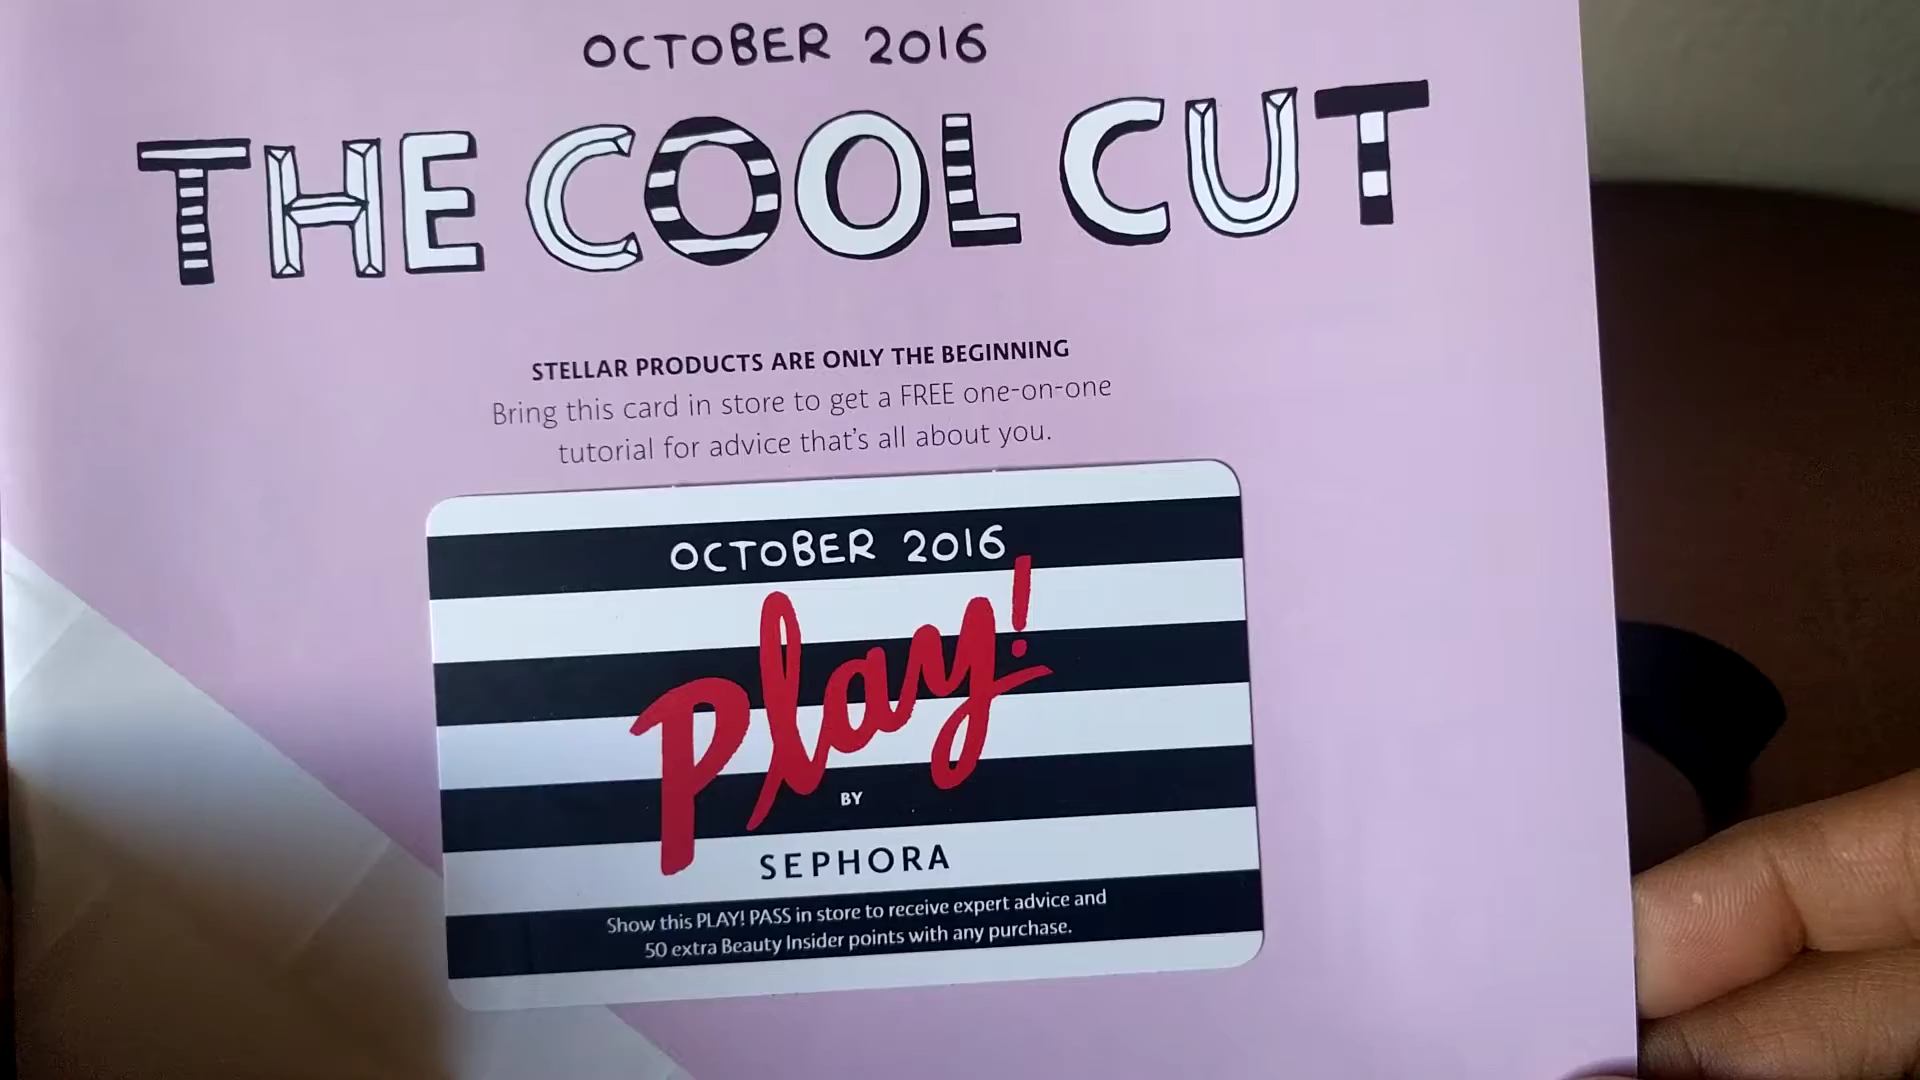 OCTOBER 2016
THE COOL CUT
STELLAR PRODUCTS ARE ONLY THE BEGINNING
Bring this card in store to get a FREE one-on-one
tutorial for advice that's all about you.
OCTOBER 2016
Play!
BY
SEPHORA
Show this PLAY! PASS in store to receive expert advice and
50 extra Beauty Insider points with any purchase.